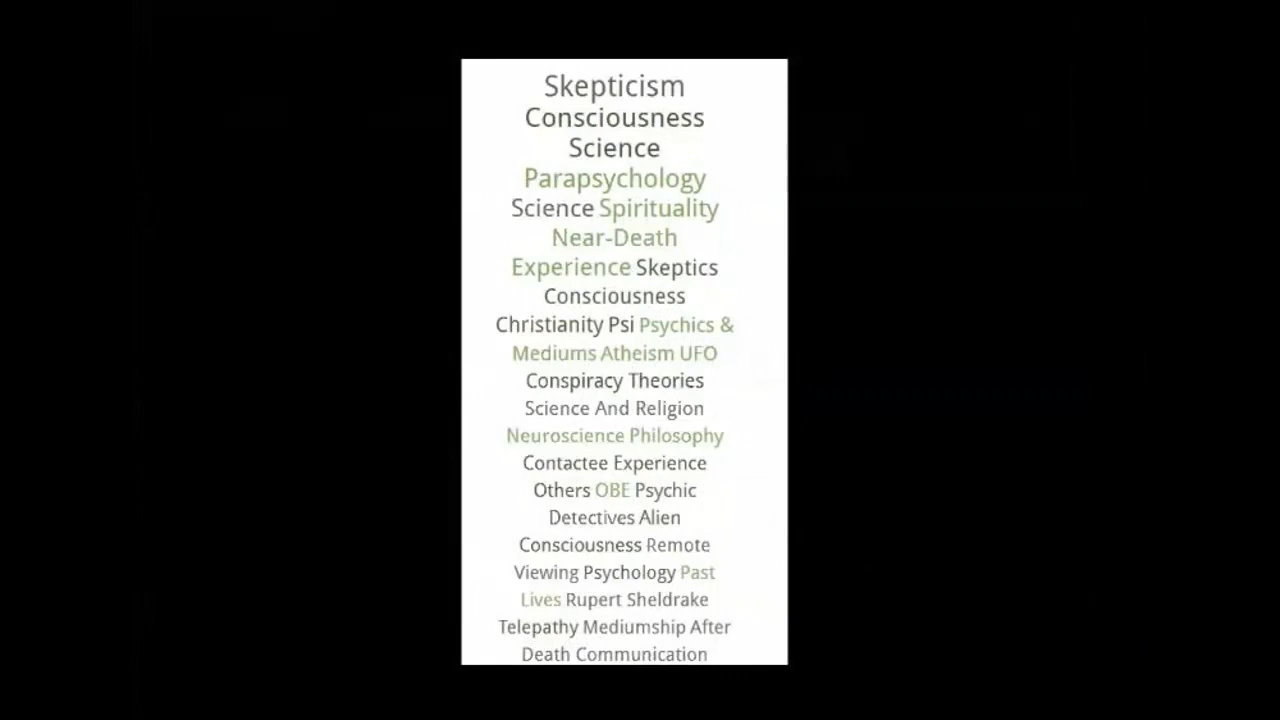 Skepticism
Consciousness
Science
Parapsychology
Science Spirituality
Near-Death
Experience Skeptics
Consciousness
Christianity Psi Psychics &
Mediums Atheism UFO
Conspiracy Theories
Science And Religion
Neuroscience Philosophy
Contactee Experience
Others OBE Psychic
Detectives Alien
Consciousness Remote
Viewing Psychology Past
Lives Rupert Sheldrake
Telepathy Mediumship After
Death Communication